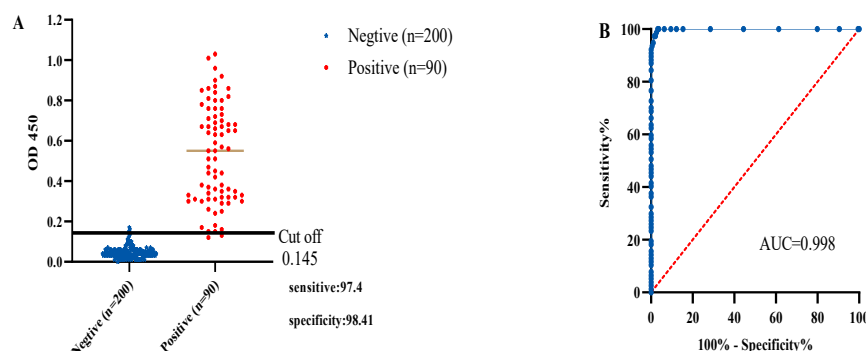 A
OD 450
1.2
1.0
0.8
0.6
0.4
0.2
0.0
Negtive (n=200)
Positive (n=90)
Negtive (n=200)
Positive (n=90)
Cut off
0.145
sensitive:97.4
specificity:98.41
B
Sensitivity%
100
80
60
40
20
0
AUC=0.998
0 20 40 60 80 100
100% - Specificity%